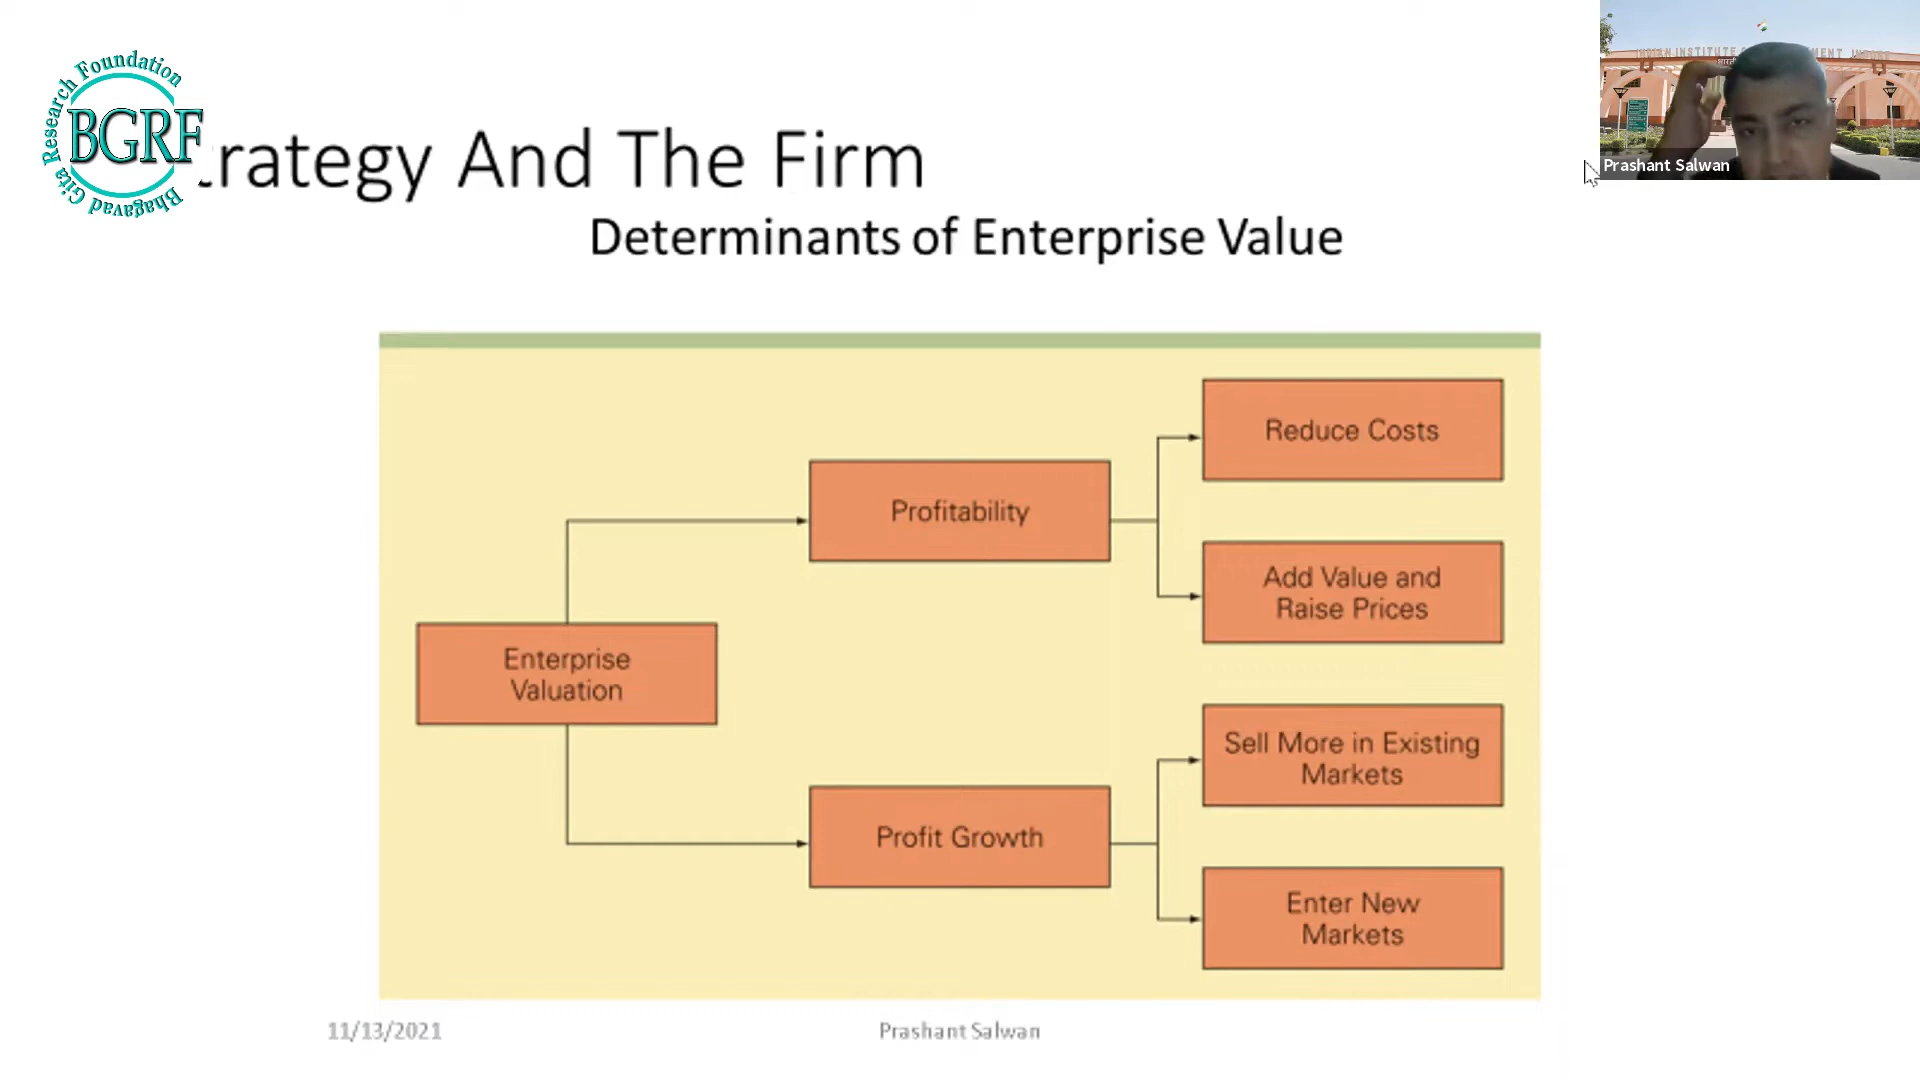 Bhagavad Gita Research Foundation
BGRF
trategy And The Firm
Determinants of Enterprise Value
Prashant Salwan
Reduce Costs
Profitability
Add Value and
Raise Prices
Enterprise
Valuation
Sell More in Existing
Markets
Profit Growth
Enter New
Markets
11/13/2021
Prashant Salwan